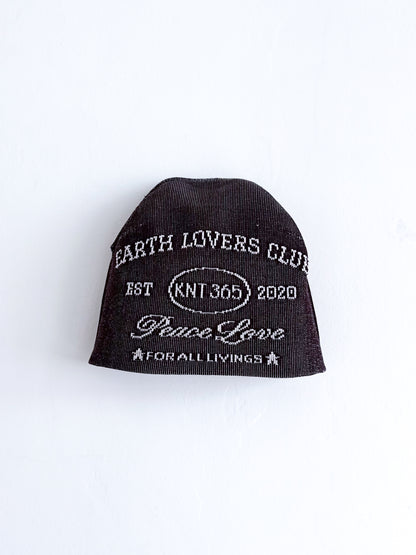 EARTH LOVERS CLUB
EST KNT 365 2020
Peace Love
FOR ALL LIVINGS